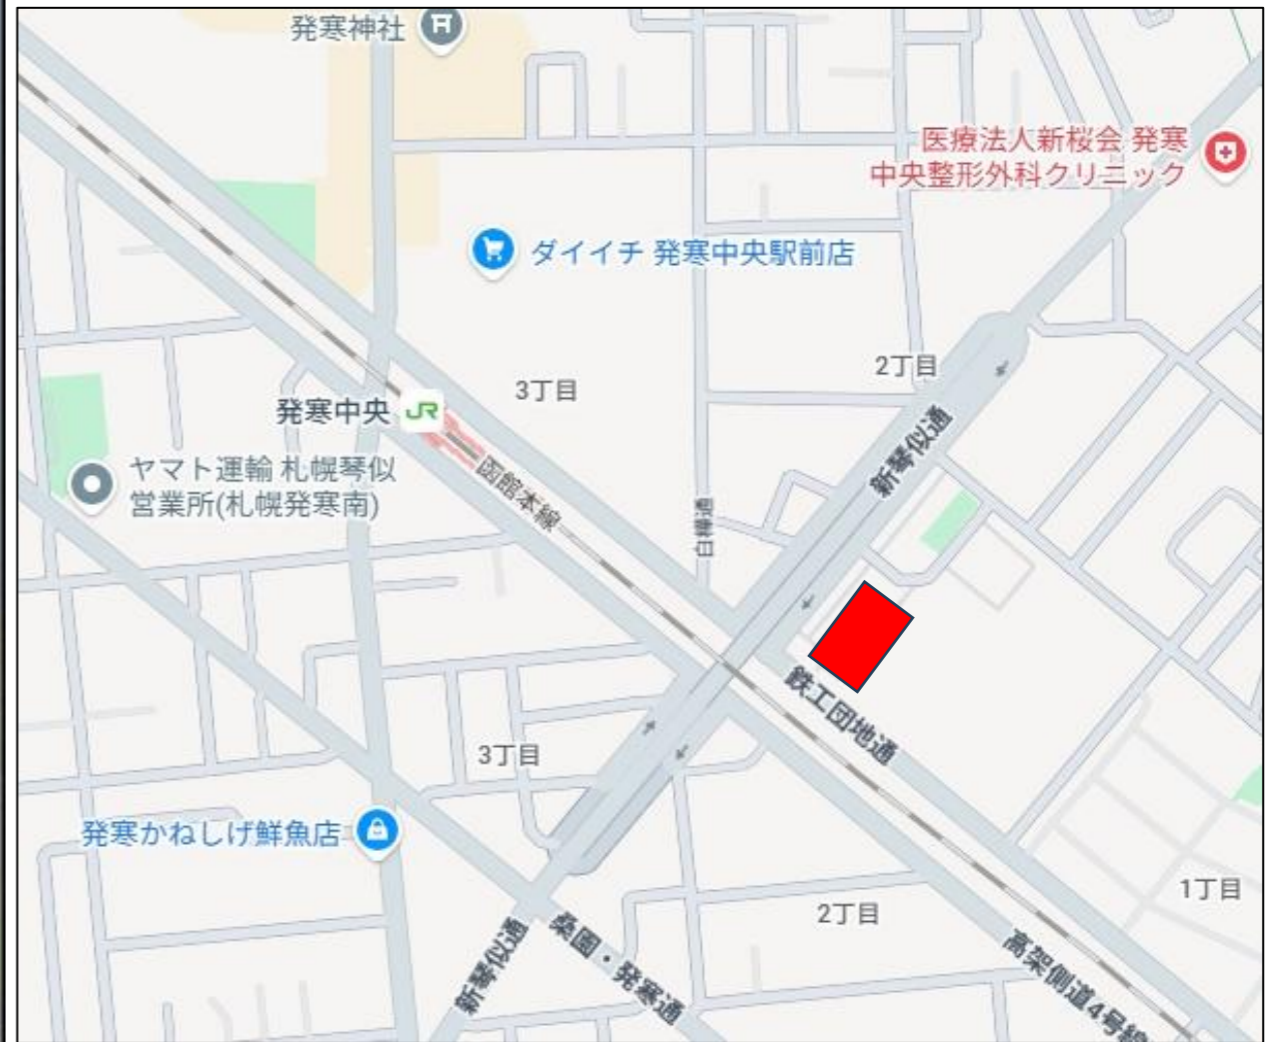 発寒神社
医療法人新桜会 発寒
中央整形外科クリニック
ダイイチ 発寒中央駅前店
2丁目
3丁目
発寒中央
JR
新琴似通
ヤマト運輸 札幌琴似
営業所(札幌発寒南)
函館本線
白樺通
鉄工団地通
3丁目
発寒かねしげ鮮魚店
1丁目
2丁目
新琴似通
桑園・発寒通
高架側道4号線